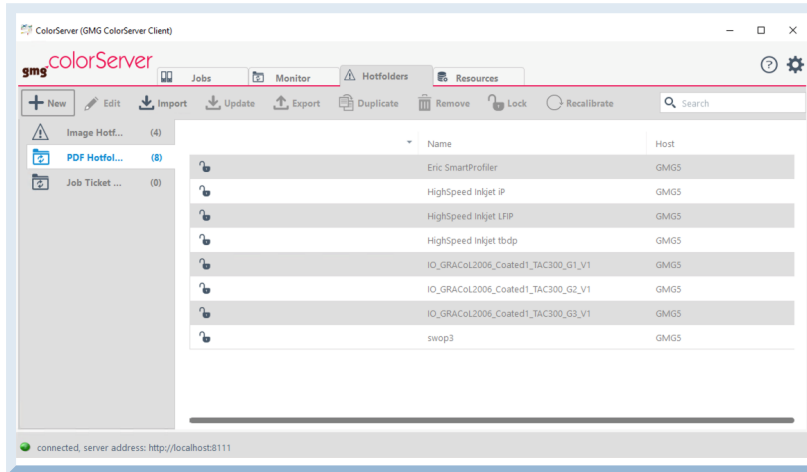 ColorServer (GMG ColorServer Client)
gmg colorServer
Jobs Monitor Hotfolders Resources
New Edit Import Update Export Duplicate Remove Lock Recalibrate Search
Image Hotf... (4)
PDF Hotfol... (8)
Job Ticket ... (0)
Name Host
Eric SmartProfiler GMG5
HighSpeed Inkjet iP GMG5
HighSpeed Inkjet LFIP GMG5
HighSpeed Inkjet tbdp GMG5
IO_GRACoL2006_Coated1_TAC300_G1_V1 GMG5
IO_GRACoL2006_Coated1_TAC300_G2_V1 GMG5
IO_GRACoL2006_Coated1_TAC300_G3_V1 GMG5
swop3 GMG5
connected, server address: http://localhost:8111